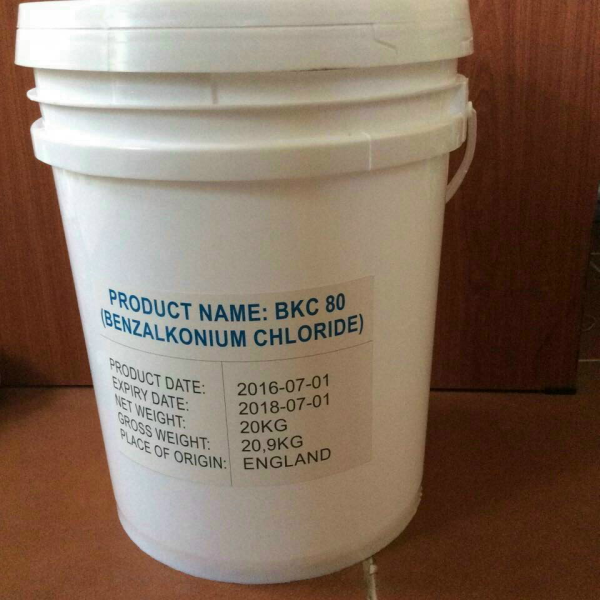 PRODUCT NAME: BKC 80
(BENZALKONIUM CHLORIDE)
PRODUCT DATE: 2016-07-01
EXPIRY DATE: 2018-07-01
NET WEIGHT: 20KG
GROSS WEIGHT: 20,9KG
PLACE OF ORIGIN: ENGLAND